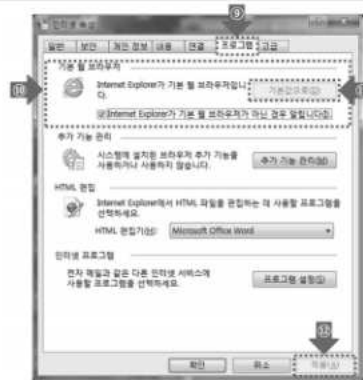 ⑨
인터넷 속성
일반 보안 개인 정보 내용 연결 프로그램 고급
기본 웹 브라우저
⑩
Internet Explorer가 기본 웹 브라우저입니
다.
기본값으로(D)
⑪
Internet Explorer가 기본 웹 브라우저가 아닌 경우 알립니다(I).
추가 기능 관리
시스템에 설치된 브라우저 추가 기능을
사용하거나 사용하지 않습니다.
추가 기능 관리(M)
HTML 편집
Internet Explorer에서 HTML 파일을 편집하는 데 사용할 프로그램을
선택하세요.
HTML 편집기(H): Microsoft Office Word
인터넷 프로그램
전자 메일과 같은 다른 인터넷 서비스에
사용할 프로그램을 선택하세요.
프로그램 설정(S)
⑫
확인 취소 적용(A)